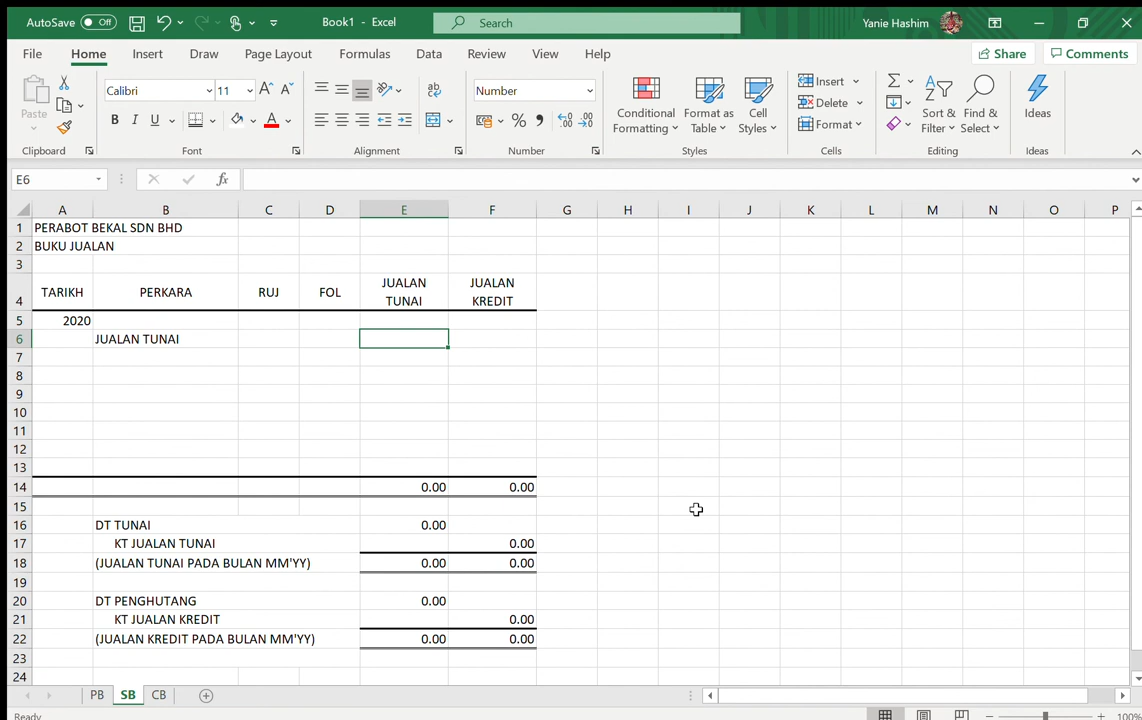 AutoSave Off Book1 - Excel Search Yanie Hashim
File Home Insert Draw Page Layout Formulas Data Review View Help Share Comments
Paste Calibri 11 A A ab Number Conditional Formatting Format as Table Cell Styles Insert Delete Format Sort & Filter Find & Select Ideas
B I U A $ % , .00 .0
Clipboard Font Alignment Number Styles Cells Editing Ideas
E6 fx
A B C D E F G H I J K L M N O P
1 PERABOT BEKAL SDN BHD
2 BUKU JUALAN
3
4 TARIKH PERKARA RUJ FOL JUALAN TUNAI JUALAN KREDIT
5 2020
6 JUALAN TUNAI
7
8
9
10
11
12
13
14 0.00 0.00
15
16 DT TUNAI 0.00
17 KT JUALAN TUNAI 0.00
18 (JUALAN TUNAI PADA BULAN MM'YY) 0.00 0.00
19
20 DT PENGHUTANG 0.00
21 KT JUALAN KREDIT 0.00
22 (JUALAN KREDIT PADA BULAN MM'YY) 0.00 0.00
23
24
PB SB CB
Ready 100%